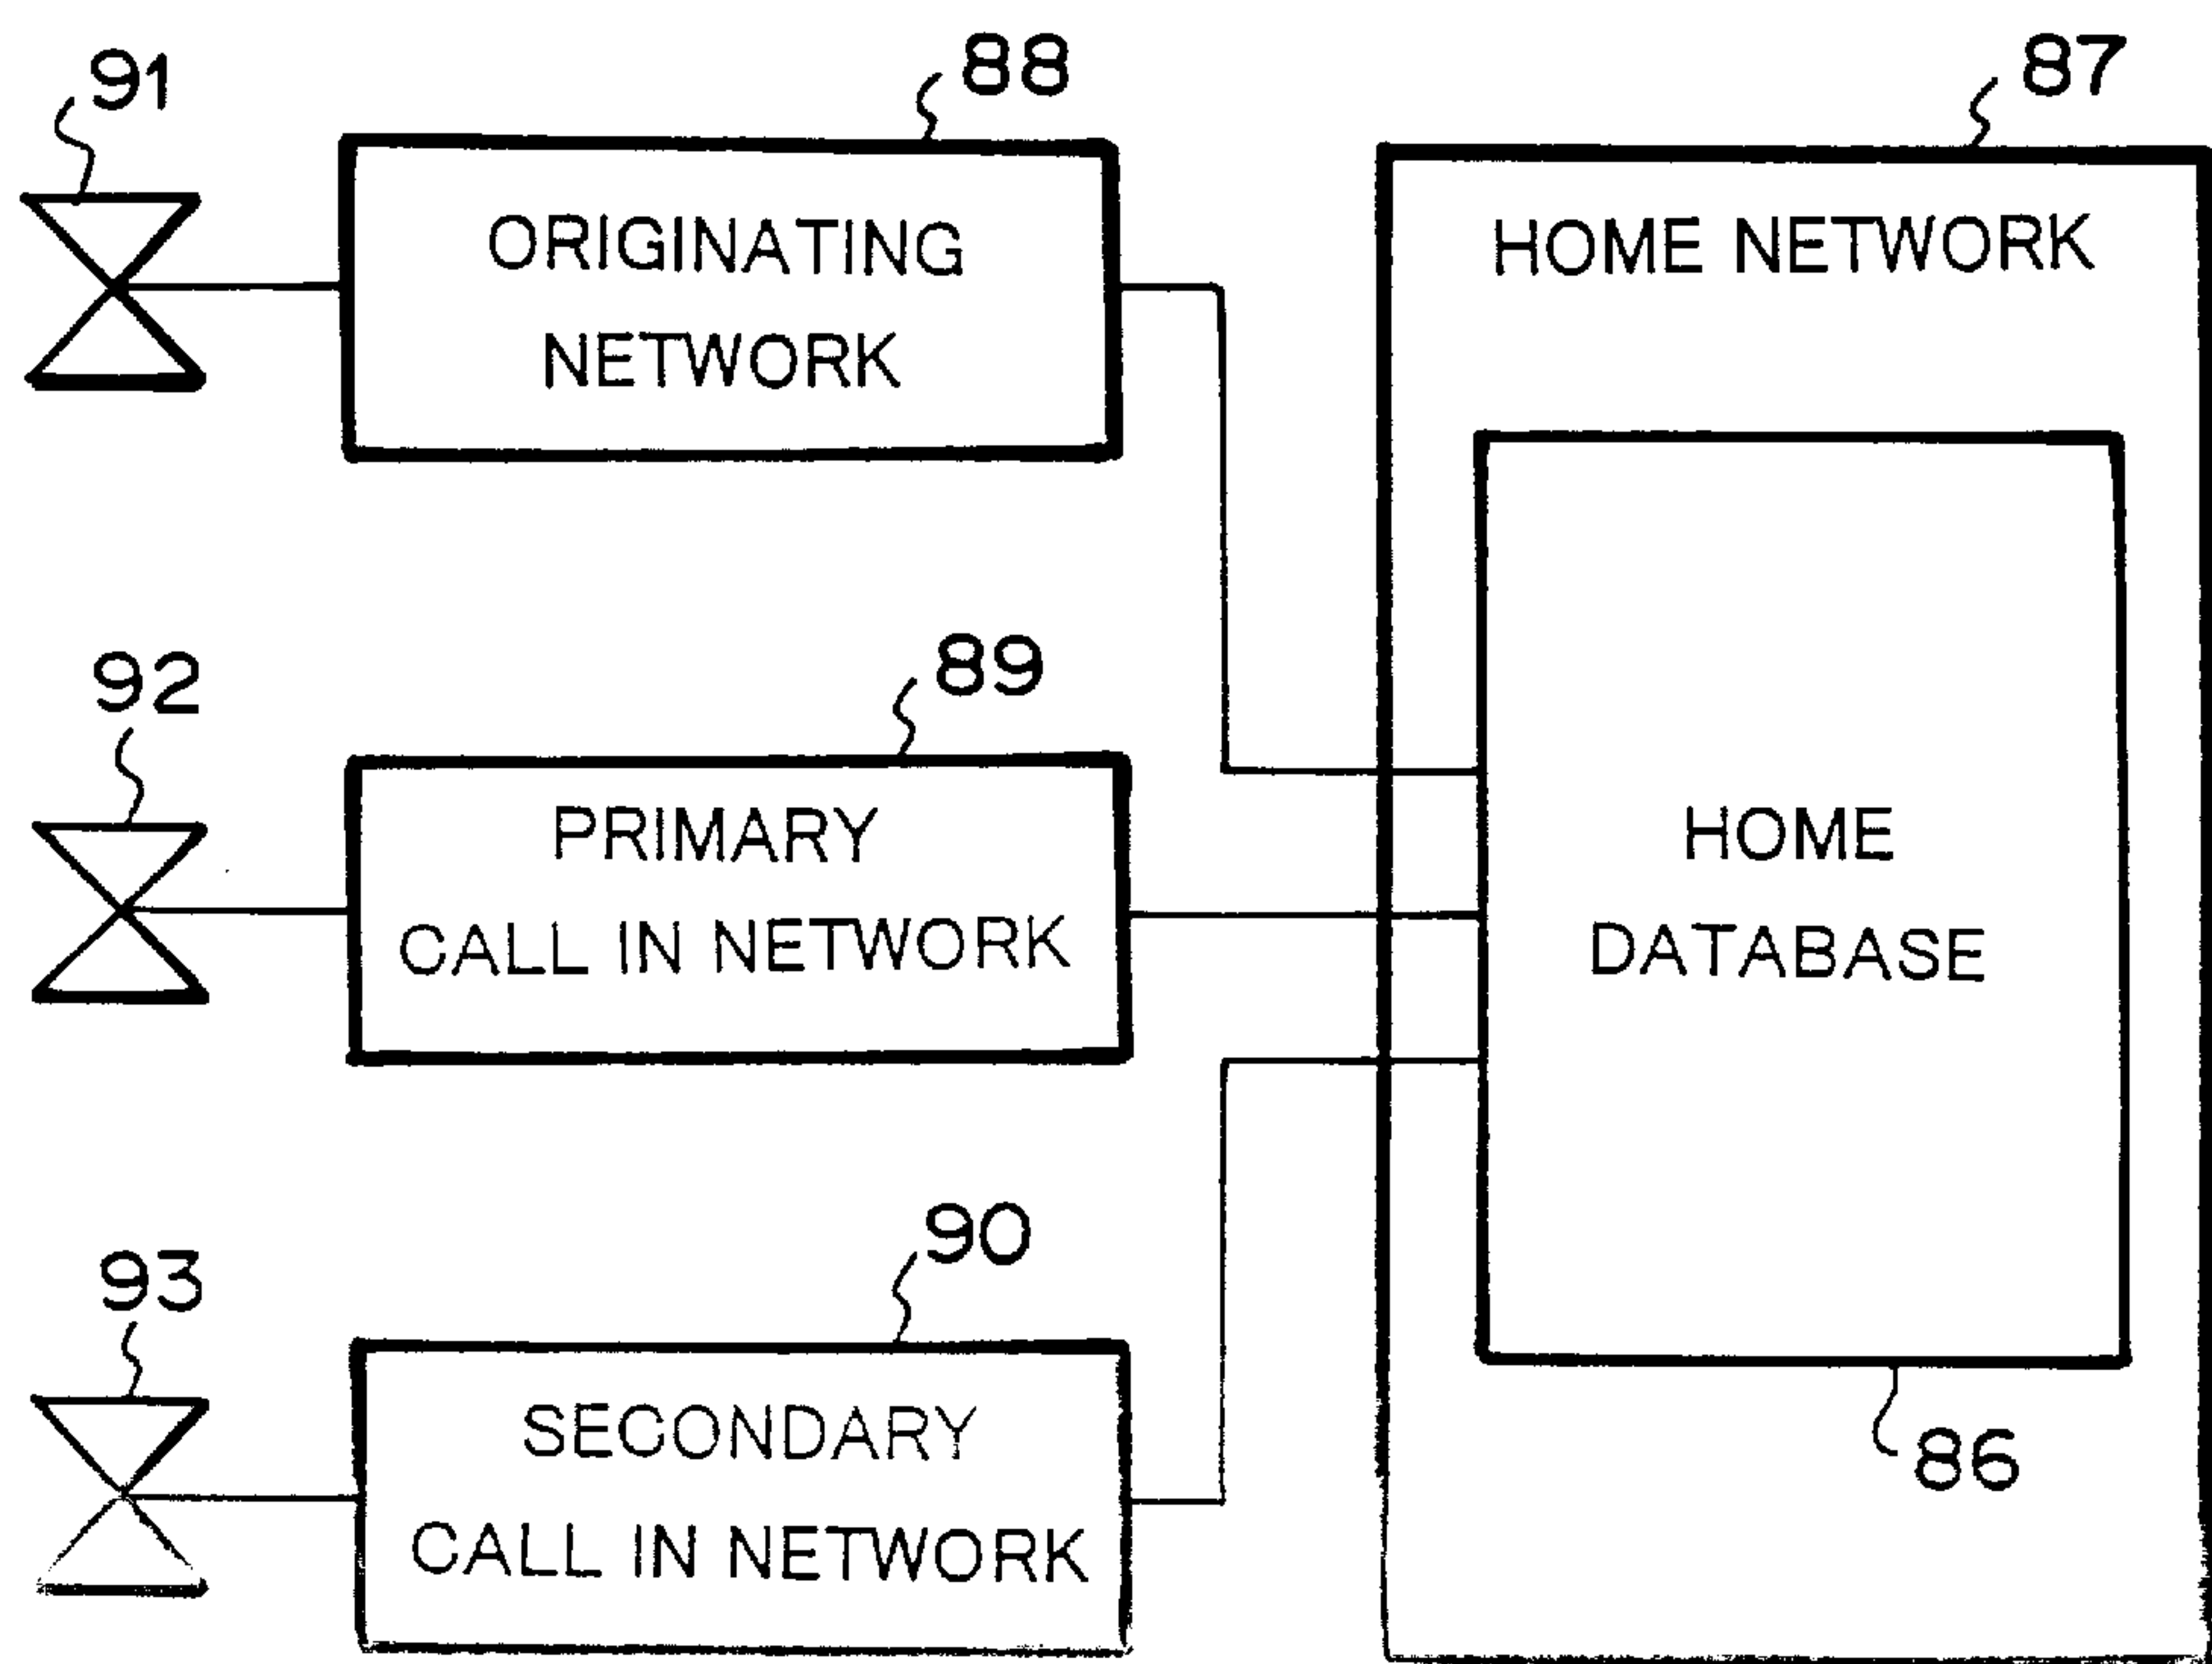 91
88
87
ORIGINATING
NETWORK
HOME NETWORK
92
89
PRIMARY
CALL IN NETWORK
HOME
DATABASE
93
90
SECONDARY
CALL IN NETWORK
86